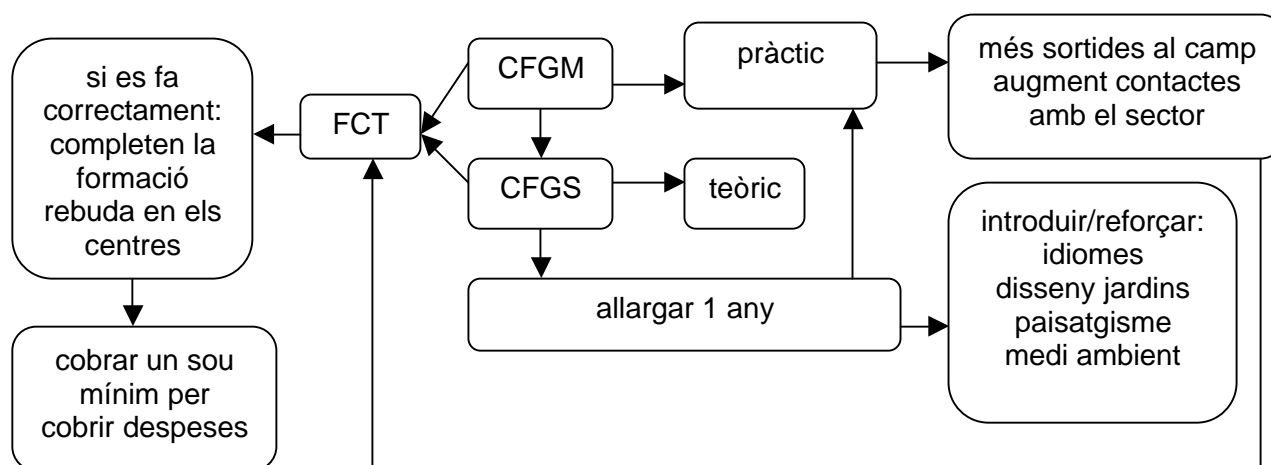 si es fa
correctament:
completen la
formació
rebuda en els
centres
cobrar un sou
mínim per
cobrir despeses
FCT
CFGM
CFGS
allargar 1 any
pràctic
teòric
més sortides al camp
augment contactes
amb el sector
introduir/reforçar:
idiomes
disseny jardins
paisatgisme
medi ambient